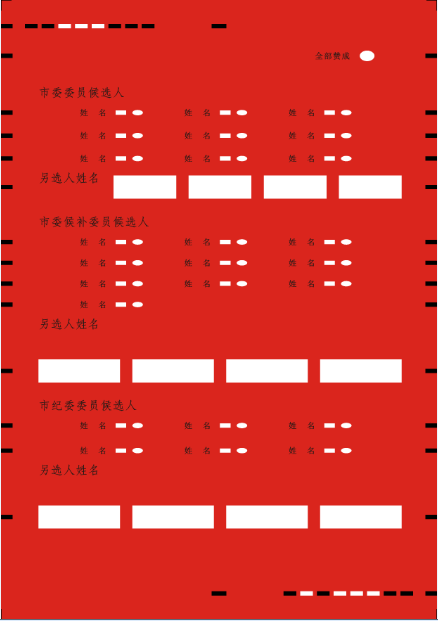 全部赞成
市委委员候选人
姓 名 姓 名 姓 名
姓 名 姓 名 姓 名
姓 名 姓 名 姓 名
另选人姓名
市委候补委员候选人
姓 名 姓 名 姓 名
姓 名 姓 名 姓 名
姓 名 姓 名 姓 名
姓 名
另选人姓名
市纪委委员候选人
姓 名 姓 名 姓 名
姓 名 姓 名 姓 名
另选人姓名